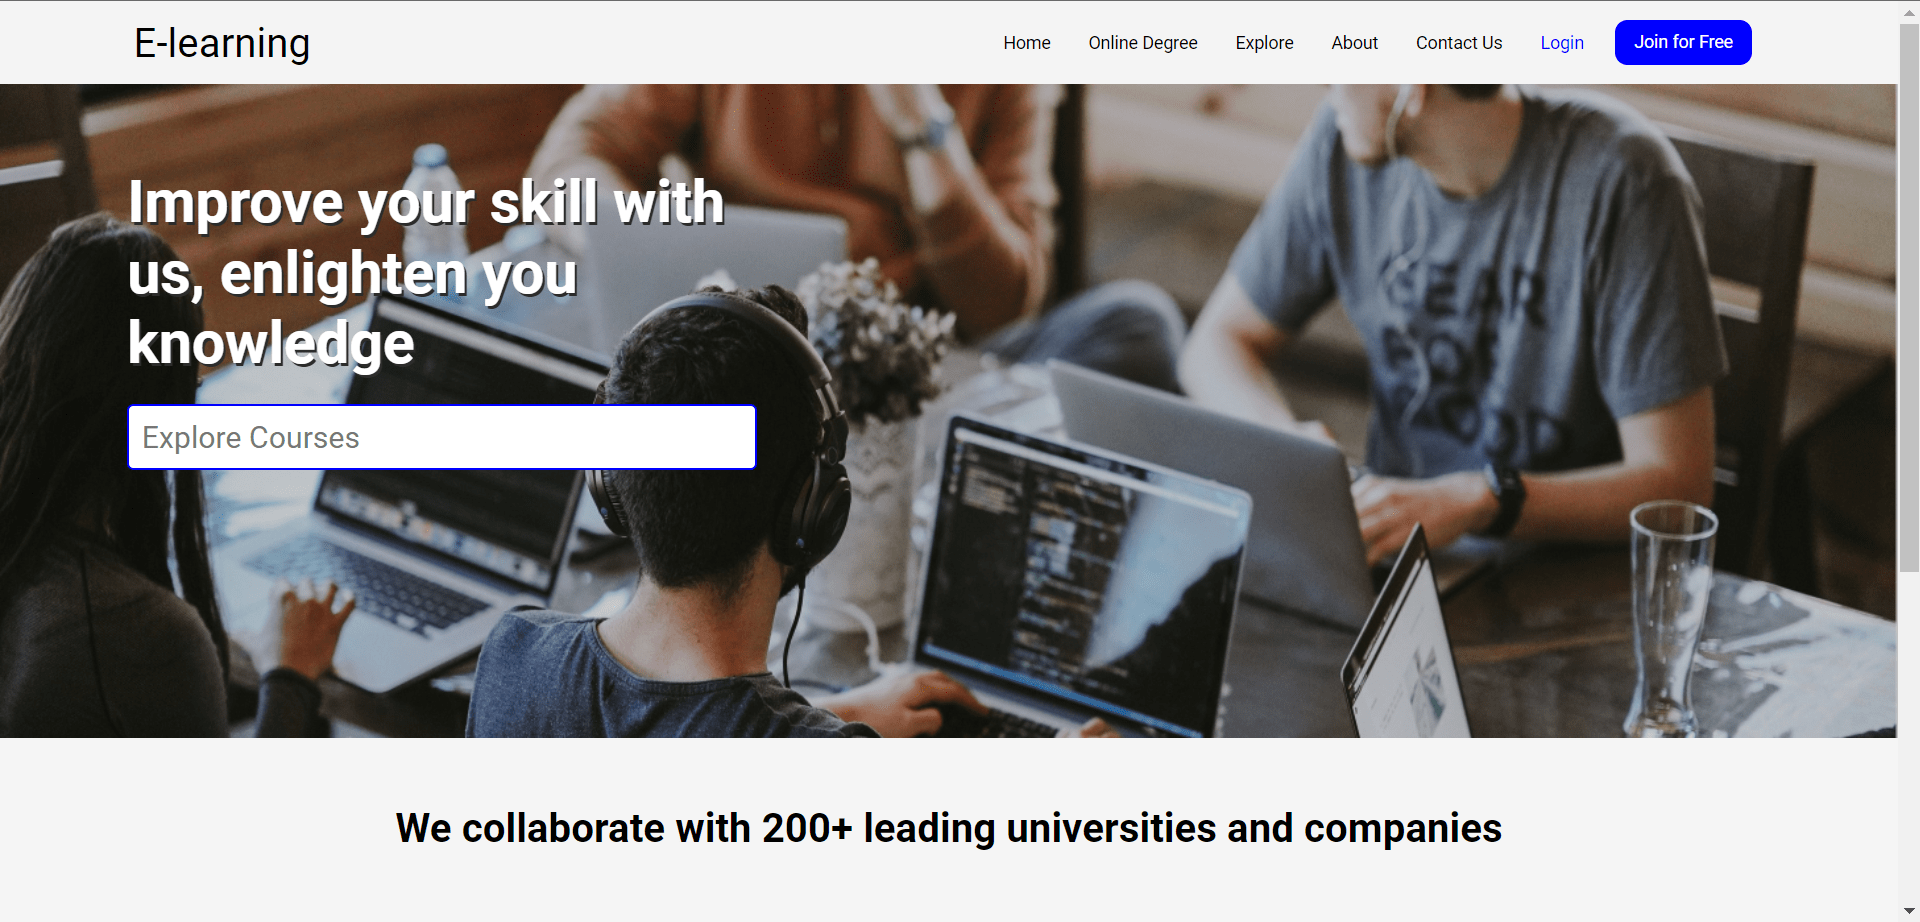 E-learning
Home Online Degree Explore About Contact Us Login Join for Free
Improve your skill with
us, enlighten you
knowledge
Explore Courses
We collaborate with 200+ leading universities and companies